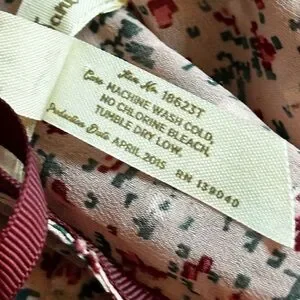 Item No. 18623T
Care MACHINE WASH COLD,
NO CHLORINE BLEACH,
TUMBLE DRY LOW,
Production Date APRIL 2015 RN 139040